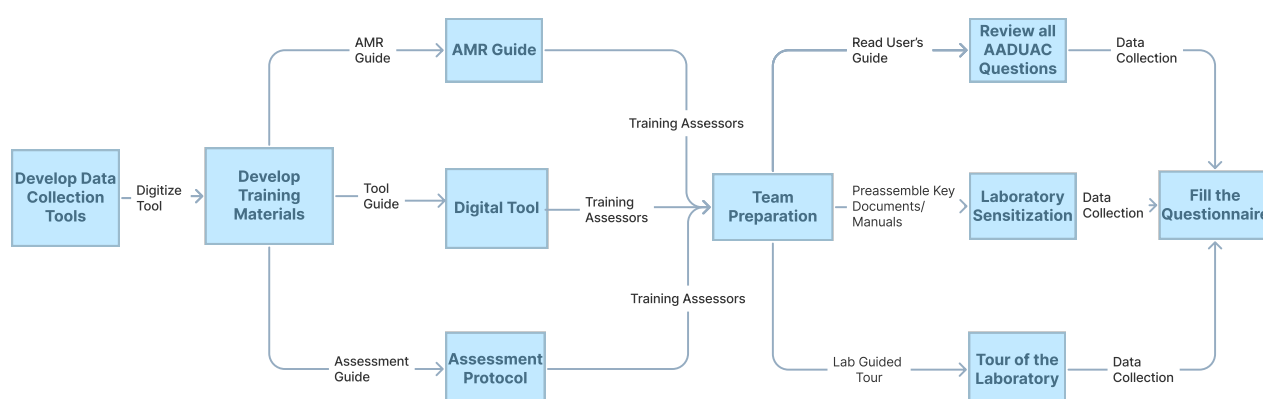 Develop Data
Collection
Tools
Digitize
Tool
Develop
Training
Materials
AMR
Guide
AMR Guide
Tool
Guide
Digital Tool
Assessment
Guide
Assessment
Protocol
Training Assessors
Training
Assessors
Training Assessors
Team
Preparation
Read User's
Guide
Review all
AADUAC
Questions
Data
Collection
Preassemble Key
Documents/
Manuals
Laboratory
Sensitization
Data
Collection
Lab Guided
Tour
Tour of the
Laboratory
Data
Collection
Fill the
Questionnaire